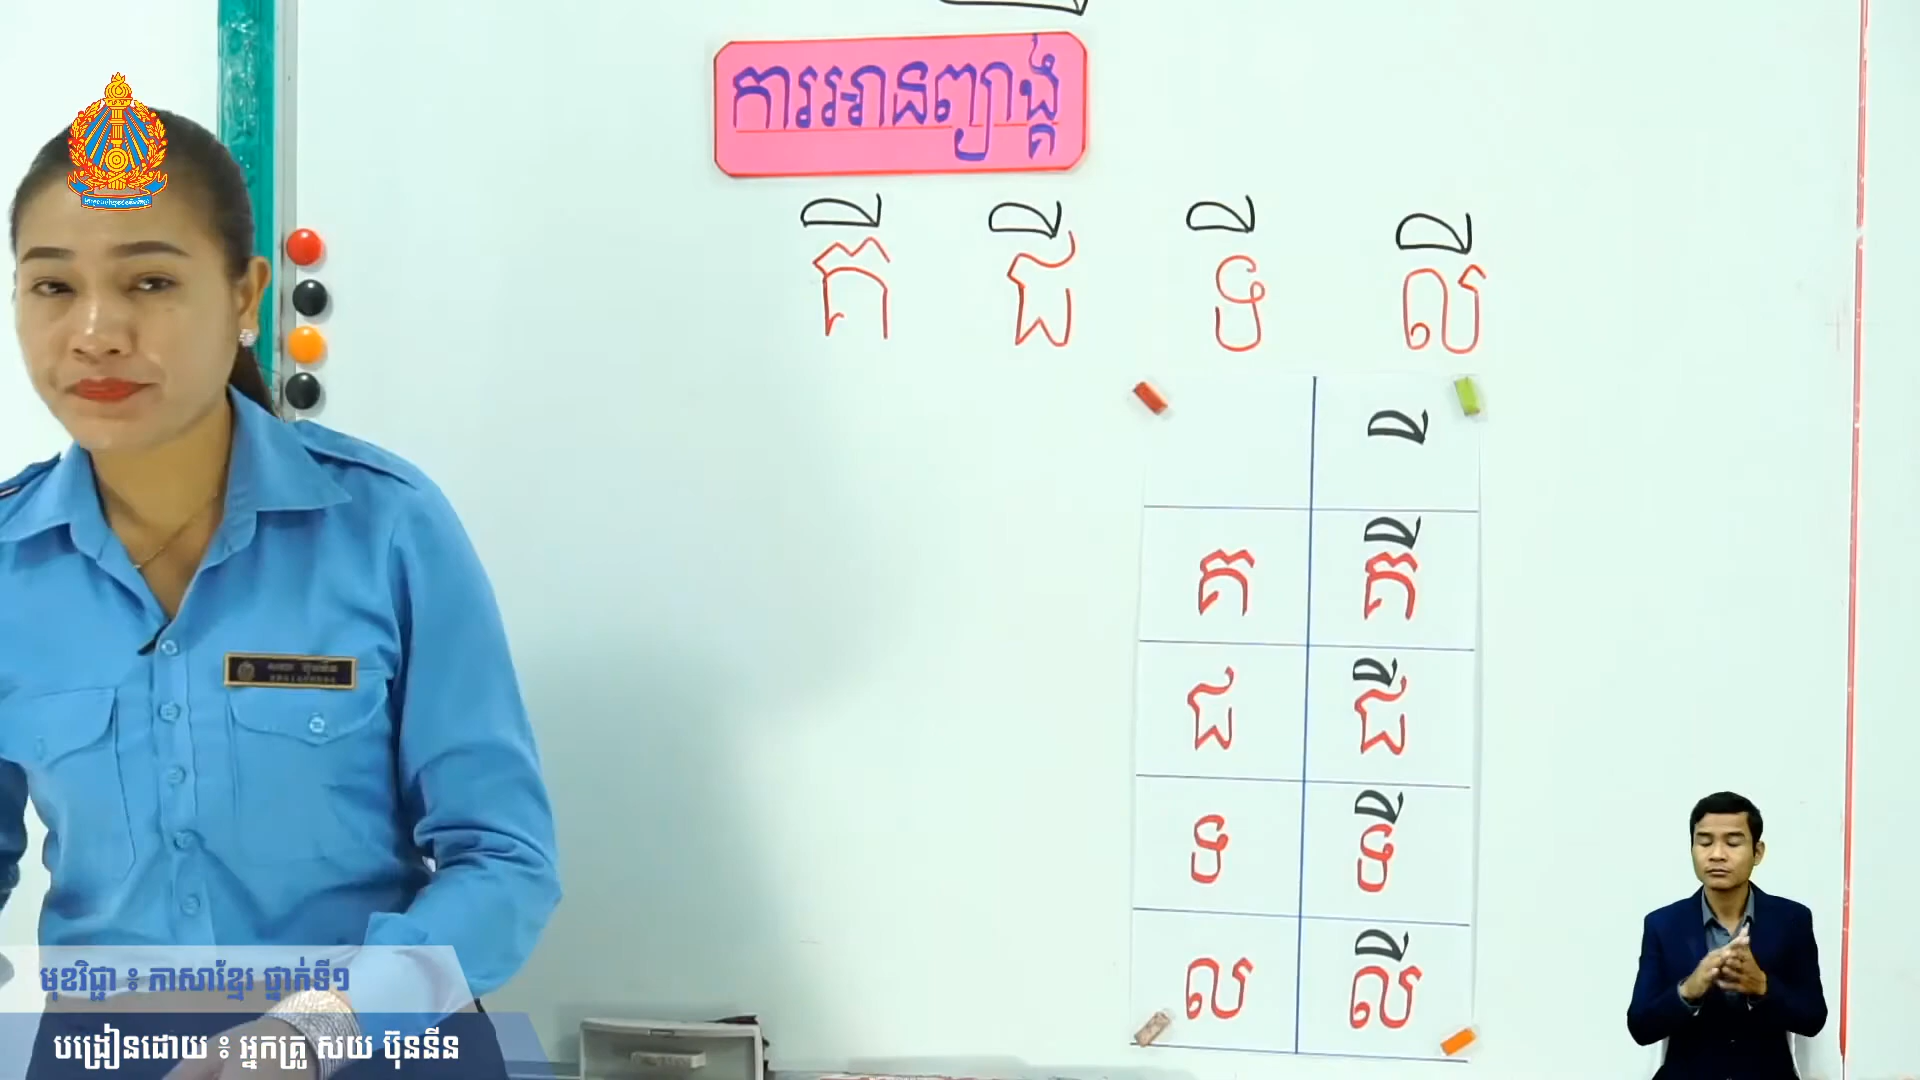 ការអានព្យាង្គ
គី ជី ទី លី
ី
គ គី
ជ ជី
ទ ទី
ល លី
មុខវិជ្ជា ៖ ភាសាខ្មែរ ថ្នាក់ទី១
បង្រៀនដោយ ៖ អ្នកគ្រូ សយ ប៊ុននីន